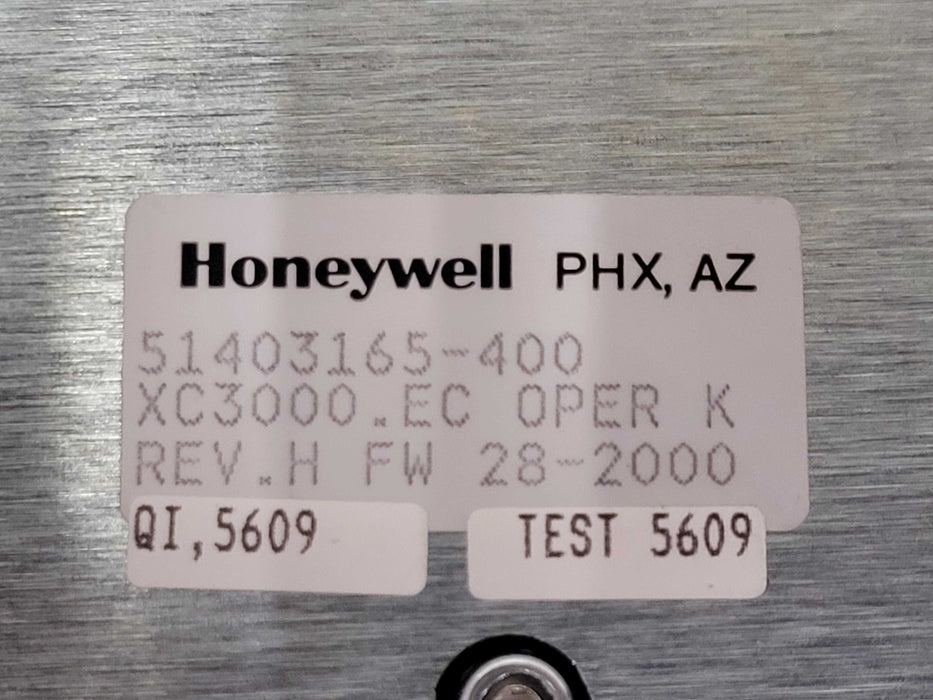 Honeywell PHX, AZ
51403165-400
XC3000.EC OPER K
REV.H FW 28-2000
QI,5609 TEST 5609